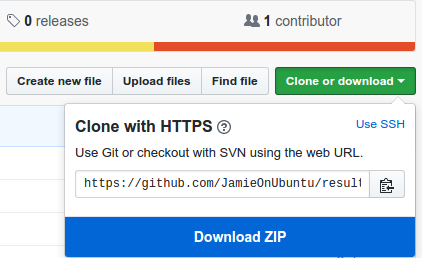 0 releases
1 contributor
Create new file
Upload files
Find file
Clone or download
Clone with HTTPS
Use SSH
Use Git or checkout with SVN using the web URL.
https://github.com/JamieOnUbuntu/result
Download ZIP